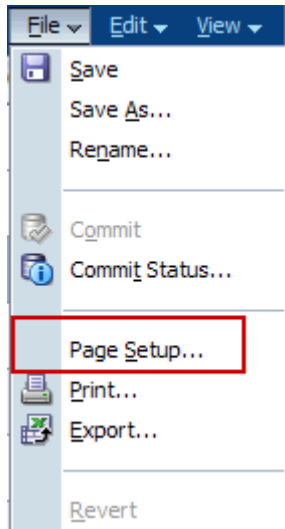 File Edit View
Save
Save As...
Rename...
Commit
Commit Status...
Page Setup...
Print...
Export...
Revert